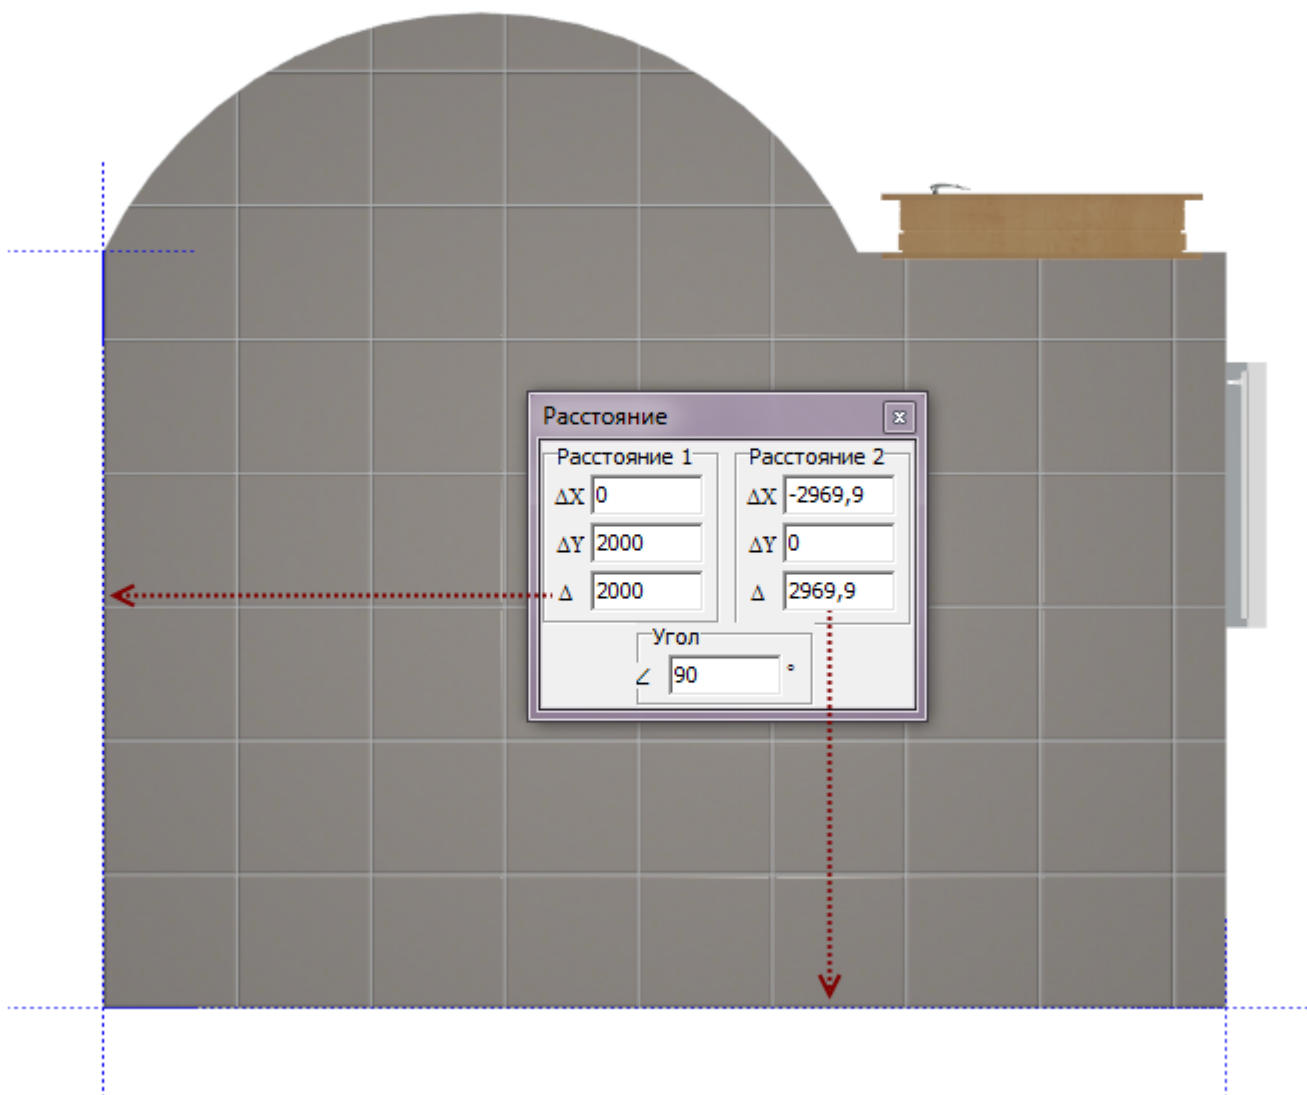 Расстояние
Расстояние 1 Расстояние 2
ΔX 0 ΔX -2969,9
ΔY 2000 ΔY 0
Δ 2000 Δ 2969,9
Угол
∠ 90 °